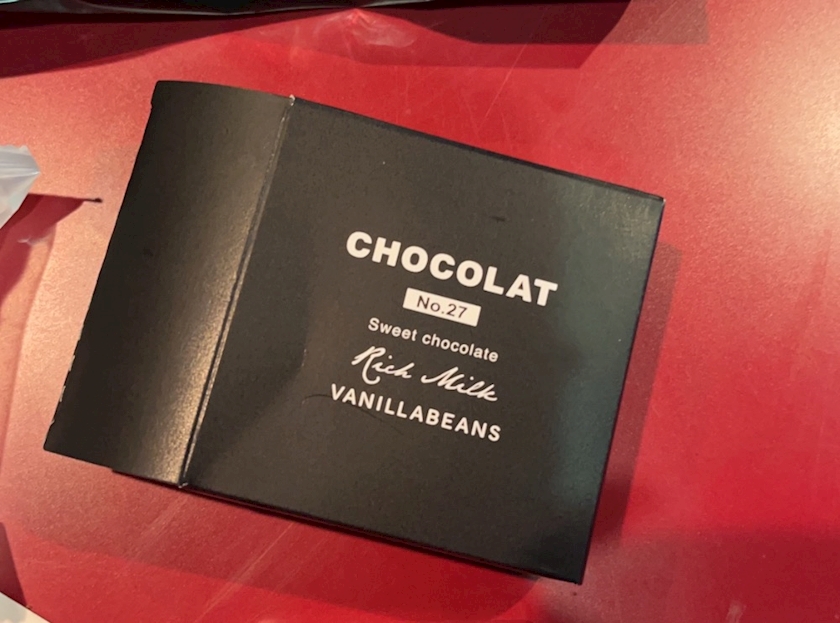 CHOCOLAT
No.27
Sweet chocolate
Rich Milk
VANILLABEANS